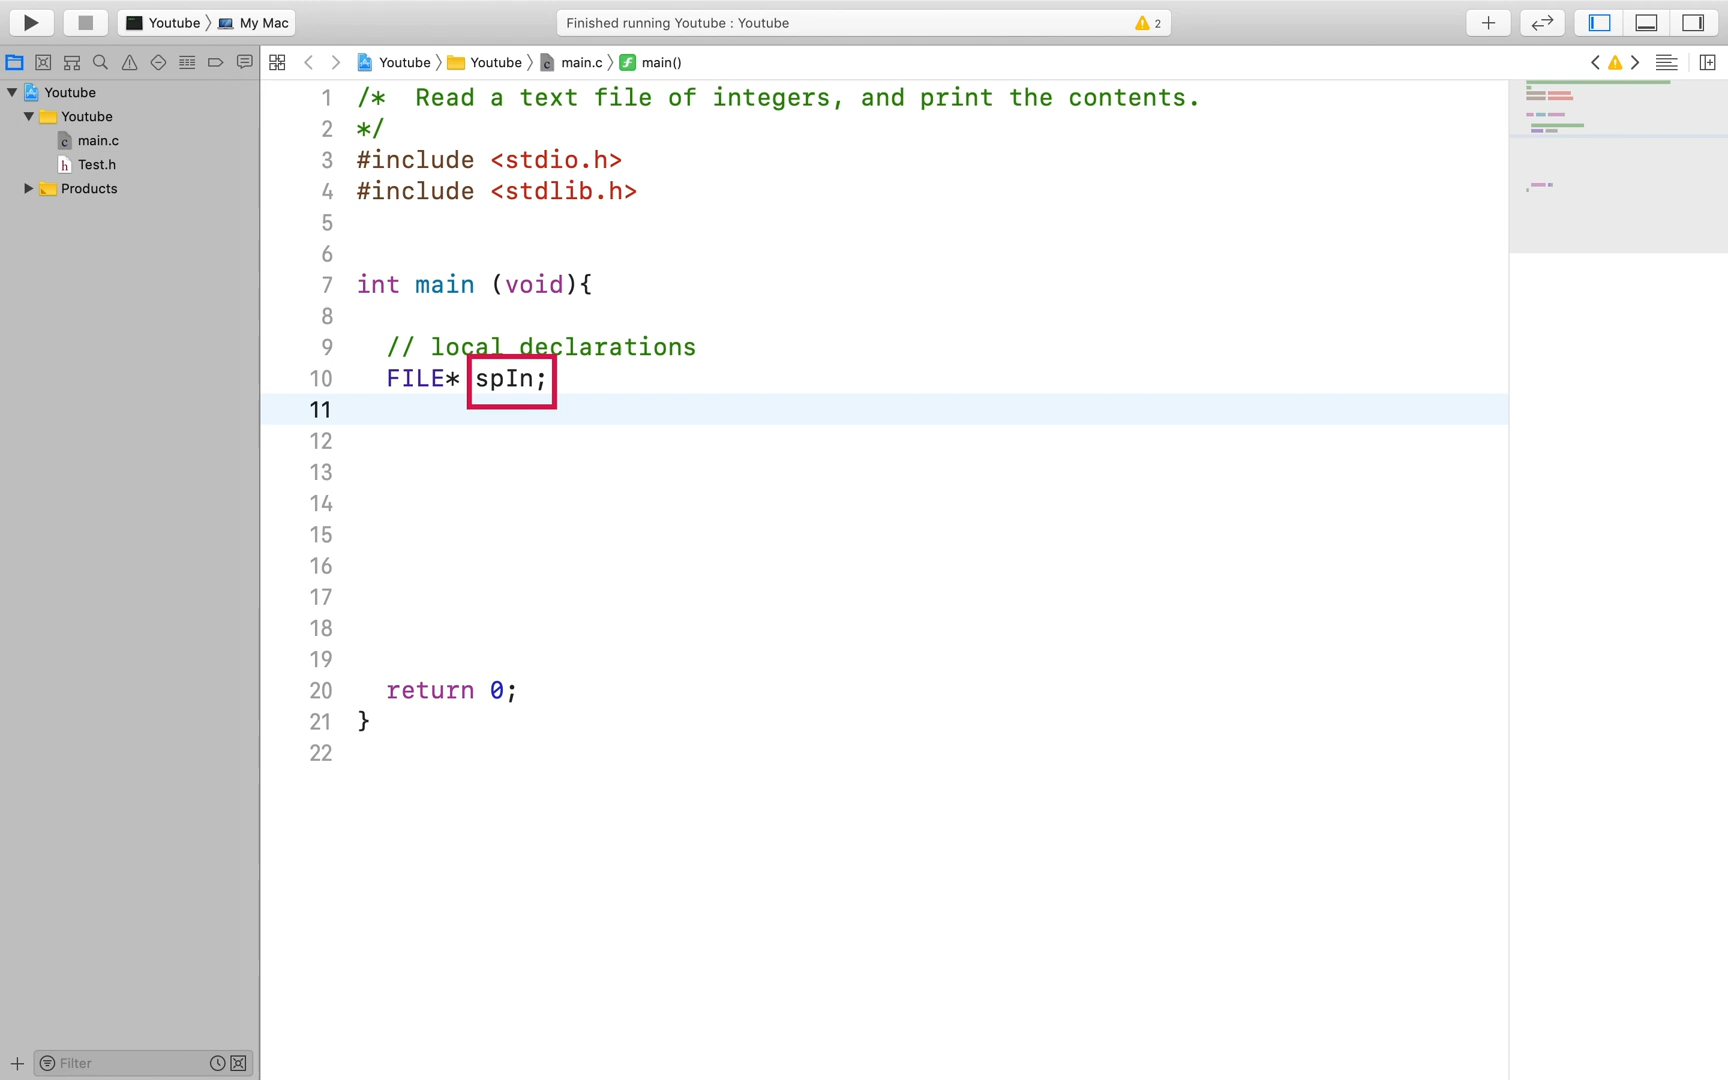 Youtube 〉 My Mac
Finished running Youtube : Youtube
2
Youtube 〉 Youtube 〉 main.c 〉 main()
Youtube
Youtube
main.c
Test.h
Products
1 /*  Read a text file of integers, and print the contents.
2 */
3 #include <stdio.h>
4 #include <stdlib.h>
5
6
7 int main (void){
8
9   // local declarations
10   FILE* spIn;
11
12
13
14
15
16
17
18
19
20   return 0;
21 }
22
Filter